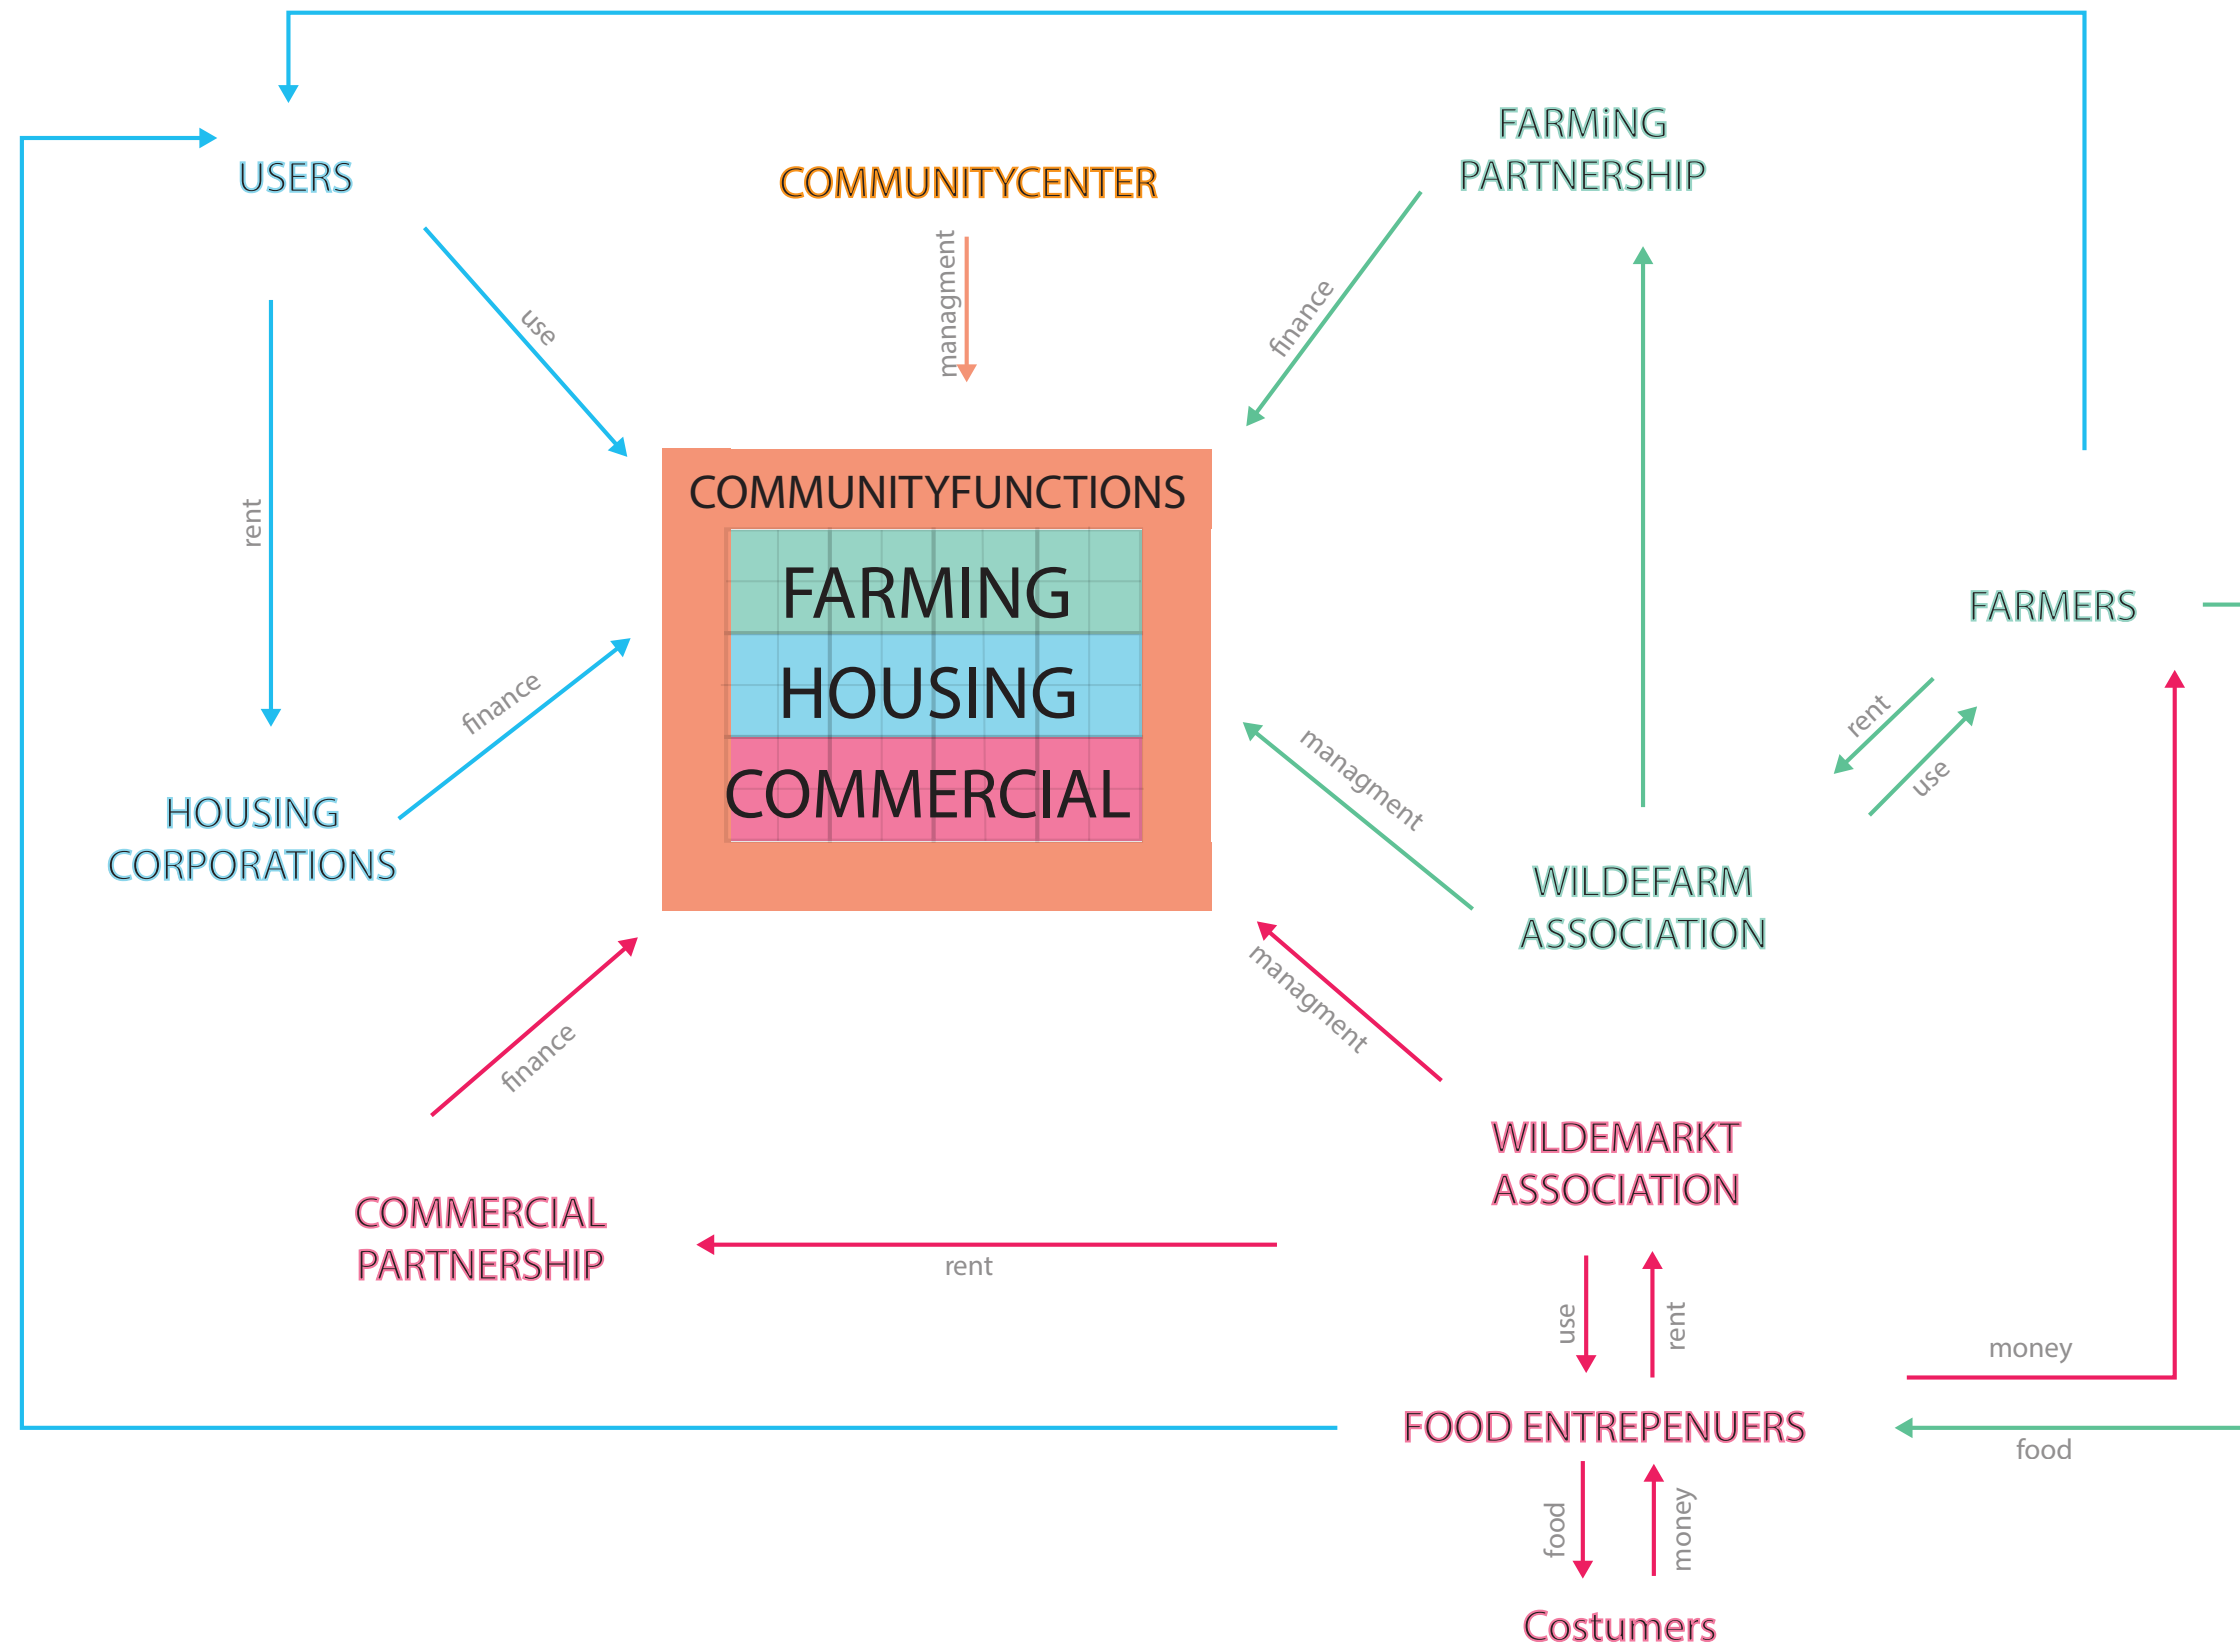 FARMiNG
PARTNERSHIP
USERS
COMMUNITYCENTER
managment
finance
use
COMMUNITYFUNCTIONS
rent
FARMING
FARMERS
HOUSING
finance
rent
use
managment
COMMERCIAL
HOUSING
CORPORATIONS
WILDEFARM
ASSOCIATION
managment
finance
WILDEMARKT
ASSOCIATION
COMMERCIAL
PARTNERSHIP
rent
use
rent
money
FOOD ENTREPENUERS
food
food
money
Costumers